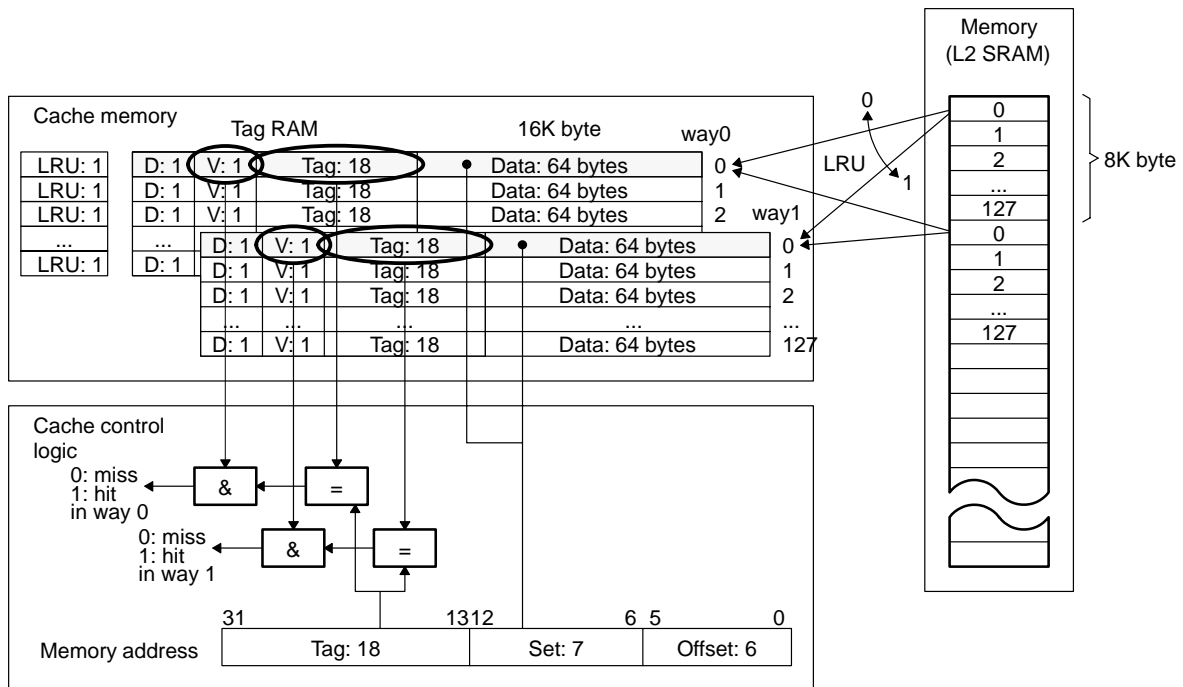 Memory
(L2 SRAM)
Cache memory
Tag RAM
16K byte
way0
0
0
LRU: 1 D: 1 V: 1 Tag: 18 Data: 64 bytes 0
1
8K byte
LRU: 1 D: 1 V: 1 Tag: 18 Data: 64 bytes 1
LRU
1
2
LRU: 1 D: 1 V: 1 Tag: 18 Data: 64 bytes 2
way1
...
127
... ... D: 1 V: 1 Tag: 18 Data: 64 bytes 0
0
LRU: 1 D: 1 D: 1 V: 1 Tag: 18 Data: 64 bytes 1
1
D: 1 V: 1 Tag: 18 Data: 64 bytes 2
2
... ... ... ... ...
...
D: 1 V: 1 Tag: 18 Data: 64 bytes 127
127
Cache control
logic
0: miss
1: hit
in way 0
& =
0: miss
1: hit
in way 1
& =
31 13 12 6 5 0
Memory address Tag: 18 Set: 7 Offset: 6